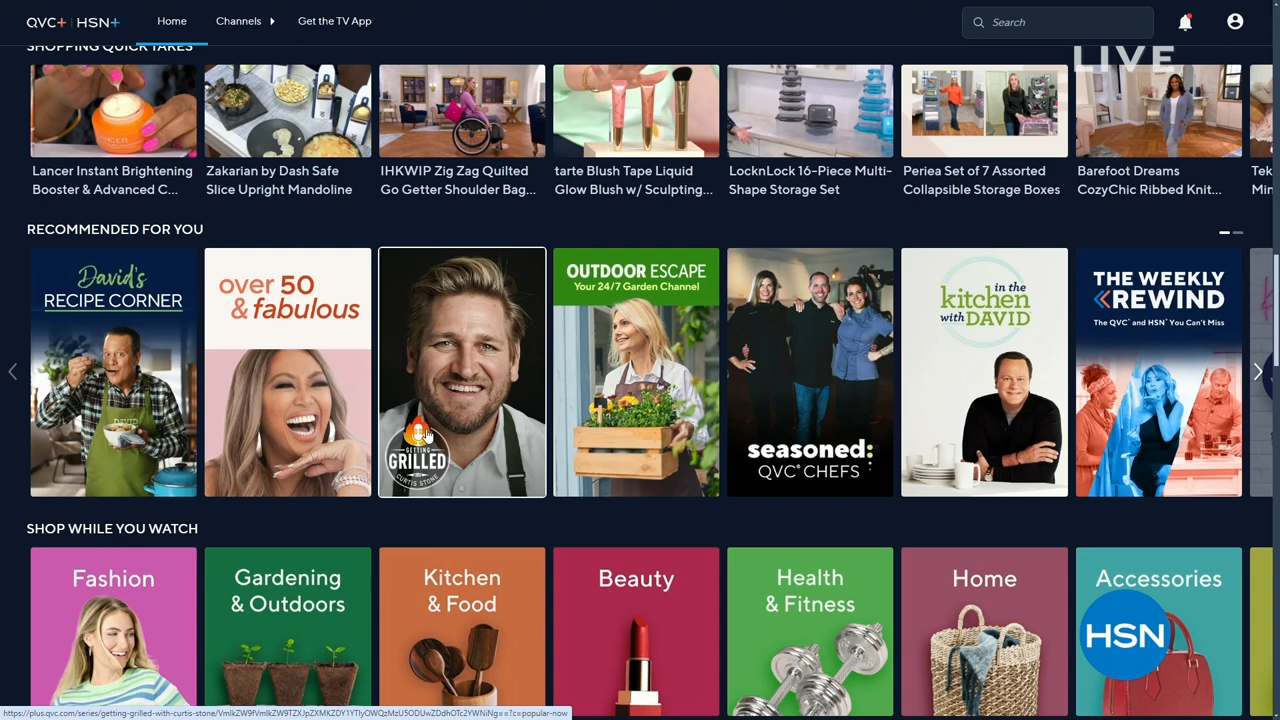 QVC+ | HSN+
Home
Channels
Get the TV App
Search
SHOPPING QUICK TAKES
LIVE
Lancer Instant Brightening
Booster & Advanced C...
Zakarian by Dash Safe
Slice Upright Mandoline
IHKWIP Zig Zag Quilted
Go Getter Shoulder Bag...
tarte Blush Tape Liquid
Glow Blush w/ Sculpting...
LocknLock 16-Piece Multi-
Shape Storage Set
Periea Set of 7 Assorted
Collapsible Storage Boxes
Barefoot Dreams
CozyChic Ribbed Knit...
RECOMMENDED FOR YOU
David's
RECIPE CORNER
DAVID
over 50
& fabulous
GETTING
GRILLED
CURTIS STONE
OUTDOOR ESCAPE
Your 24/7 Garden Channel
seasoned:
QVC® CHEFS
in the
kitchen
with DAVID
THE WEEKLY
REWIND
The QVC® and HSN® You Can't Miss
SHOP WHILE YOU WATCH
Fashion
Gardening
& Outdoors
Kitchen
& Food
Beauty
Health
& Fitness
Home
Accessories
HSN